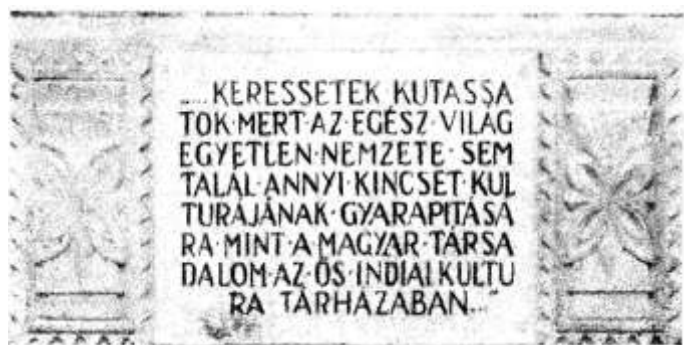 „....KERESSETEK KUTASSA
TOK·MERT·AZ·EGÉSZ·VILÁG
EGYETLEN·NEMZETE·SEM
TALÁL·ANNYI·KINCSET·KUL
TURÁJÁNAK·GYARAPITÁSA
RA·MINT·A·MAGYAR·TÁRSA
DALOM·AZ·ŐS·INDIAI KULTU
RA TÁRHÁZÁBAN..."